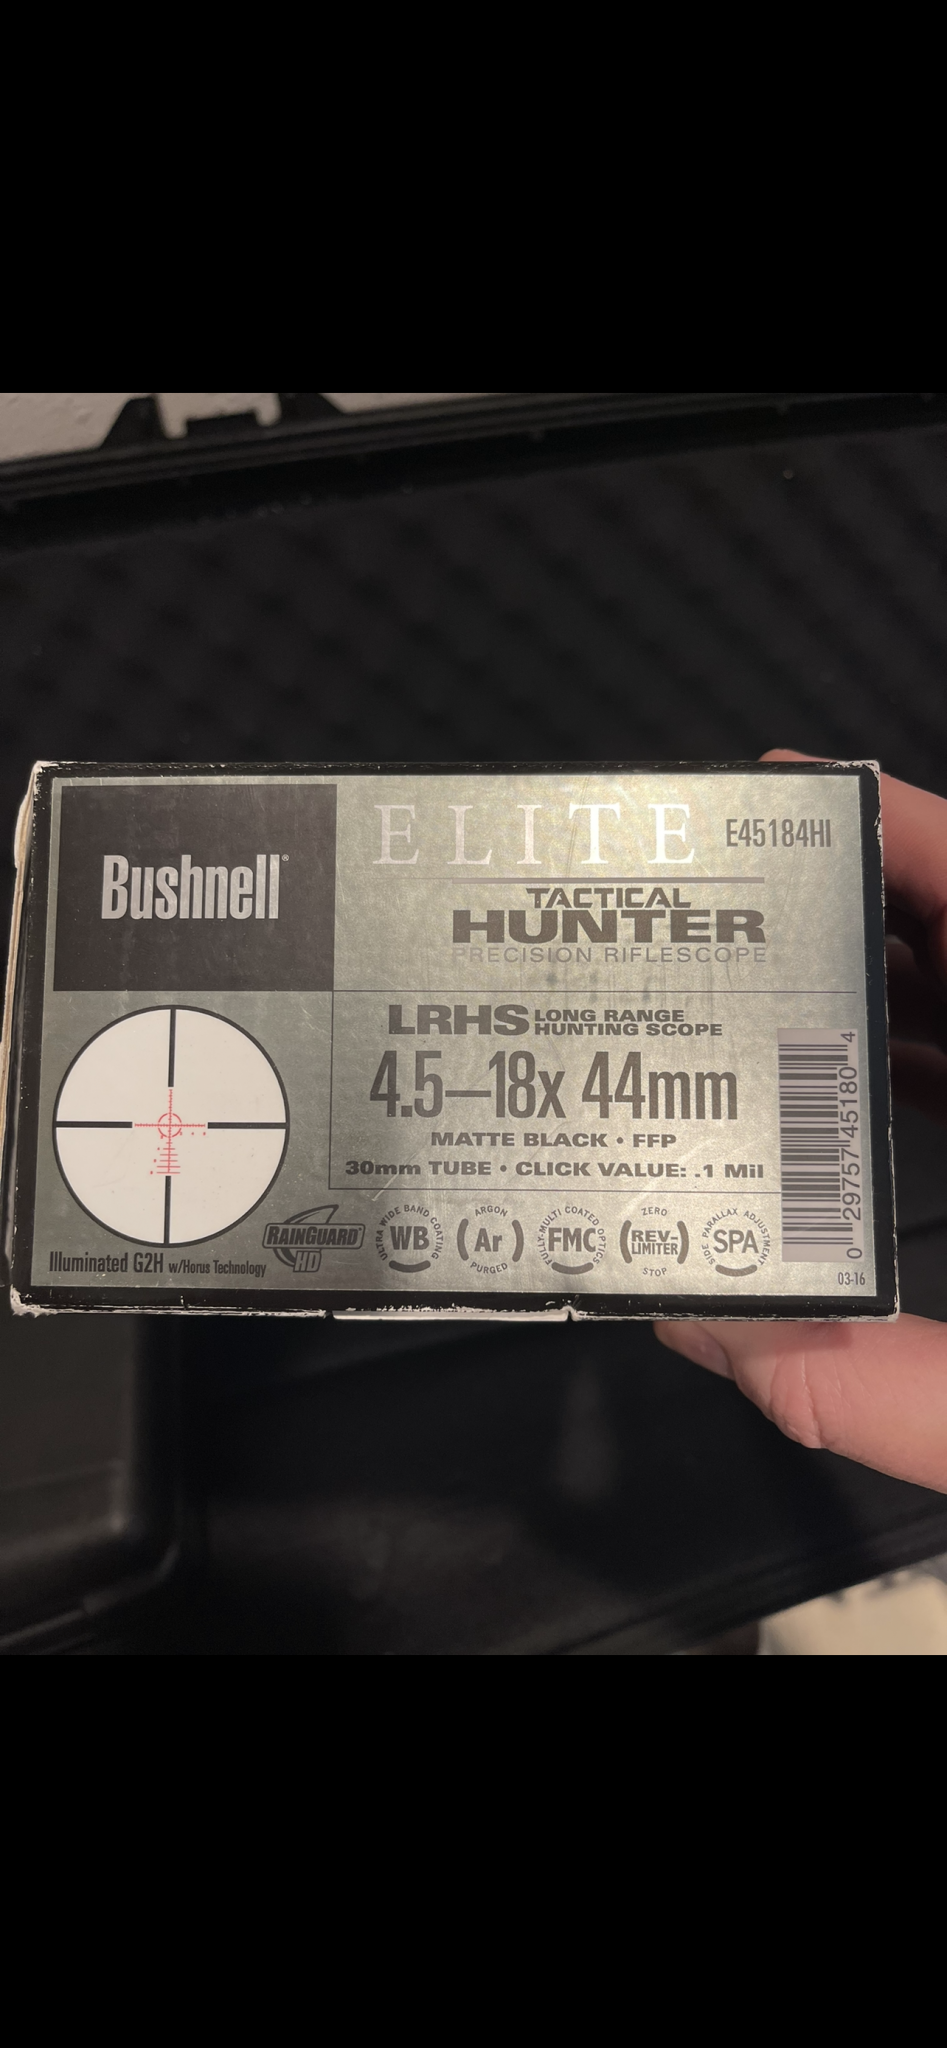 Bushnell®
ELITE E45184HI
TACTICAL
HUNTER
PRECISION RIFLESCOPE
LRHS LONG RANGE
HUNTING SCOPE
4.5–18x 44mm
MATTE BLACK • FFP
30mm TUBE • CLICK VALUE: .1 Mil
Illuminated G2H w/Horus Technology
RAINGUARD
HD
ULTRA WIDE BAND COATING
WB
ARGON
Ar
PURGED
FULLY-MULTI COATED OPTICS
FMC
ZERO
REV-
LIMITER
STOP
SIDE PARALLAX ADJUSTMENT
SPA
0 29757 45180 4
03-16